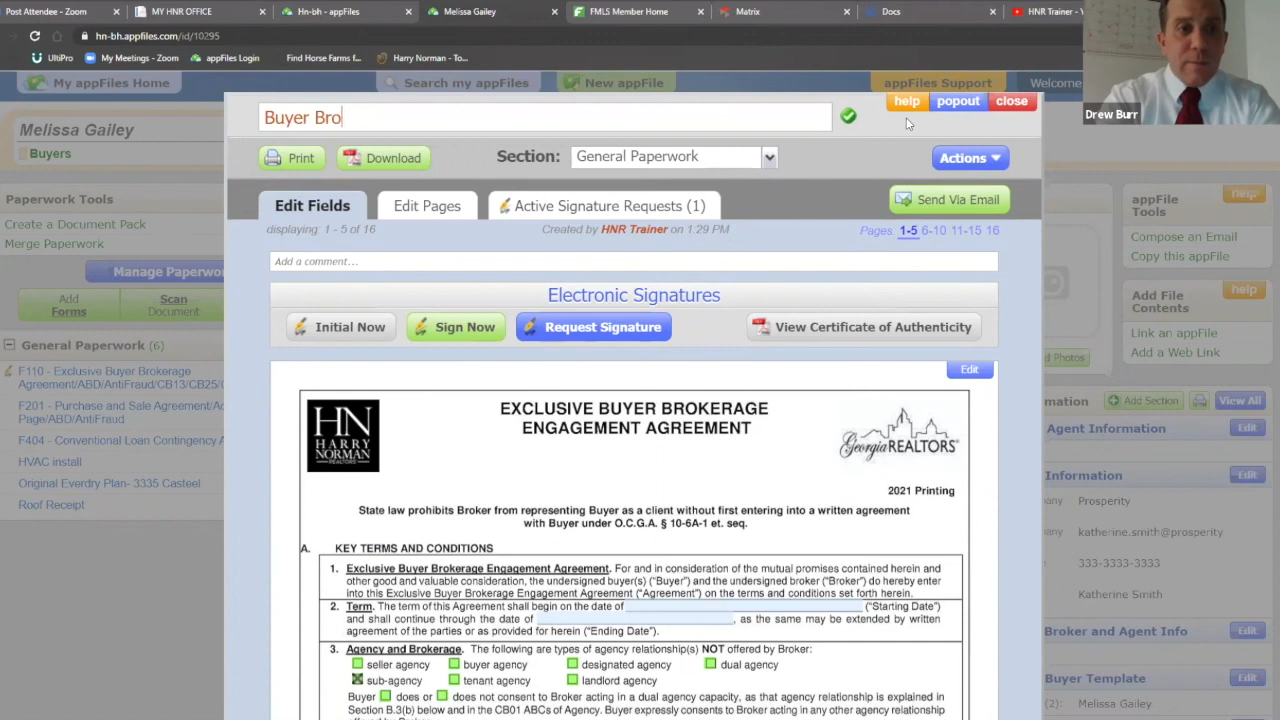 Post Attendee - Zoom
MY HNR OFFICE
Hn-bh - appFiles
Melissa Gailey
FMLS Member Home
Matrix
Docs
HNR Trainer - Y
hn-bh.appfiles.com/id/10295
UltiPro
My Meetings - Zoom
appFiles Login
Find Horse Farms f...
Harry Norman - To...
My appFiles Home
Search my appFiles
New appFile
appFiles Support
Welcome
Drew Burr
Melissa Gailey
Buyers
Buyer Bro
help
popout
close
Print
Download
Section:
General Paperwork
Actions
Edit Fields
Edit Pages
Active Signature Requests (1)
Send Via Email
displaying: 1 - 5 of 16
Created by HNR Trainer on 1:29 PM
Pages: 1-5 6-10 11-15 16
Add a comment...
Electronic Signatures
Initial Now
Sign Now
Request Signature
View Certificate of Authenticity
Edit
HN
HARRY
NORMAN
REALTORS®
EXCLUSIVE BUYER BROKERAGE
ENGAGEMENT AGREEMENT
Georgia REALTORS®
2021 Printing
State law prohibits Broker from representing Buyer as a client without first entering into a written agreement
with Buyer under O.C.G.A. § 10-6A-1 et. seq.
A. KEY TERMS AND CONDITIONS
1. Exclusive Buyer Brokerage Engagement Agreement. For and in consideration of the mutual promises contained herein and
other good and valuable consideration, the undersigned buyer(s) ("Buyer") and the undersigned broker ("Broker") do hereby enter
into this Exclusive Buyer Brokerage Engagement Agreement ("Agreement") on the terms and conditions set forth herein.
2. Term. The term of this Agreement shall begin on the date of ("Starting Date")
and shall continue through the date of , as the same may be extended by written
agreement of the parties or as provided for herein ("Ending Date").
3. Agency and Brokerage. The following are types of agency relationship(s) NOT offered by Broker:
seller agency buyer agency designated agency dual agency
sub-agency tenant agency landlord agency
Buyer does or does not consent to Broker acting in a dual agency capacity, as that agency relationship is explained in
Section B.3(b) below and in the CB01 ABCs of Agency. Buyer expressly consents to Broker acting in any other agency relationship
Paperwork Tools
Create a Document Pack
Merge Paperwork
Manage Paperwor
Add
Forms
Scan
Document
General Paperwork (6)
F110 - Exclusive Buyer Brokerage
Agreement/ABD/AntiFraud/CB13/CB25/C
F201 - Purchase and Sale Agreement/Ac
Page/ABD/AntiFraud
F404 - Conventional Loan Contingency A
HVAC install
Original Everdry Plan- 3335 Casteel
Roof Receipt
appFile
Tools
help
Compose an Email
Copy this appFile
Add File
Contents
help
Link an appFile
Add a Web Link
d Photos
mation
Add Section
View All
Agent Information
Edit
Information
Edit
pany
Prosperity
katherine.smith@prosperity
333-333-3333
Katherine Smith
Broker and Agent Info
Edit
Buyer Template
Edit
(2):
Melissa Gailey